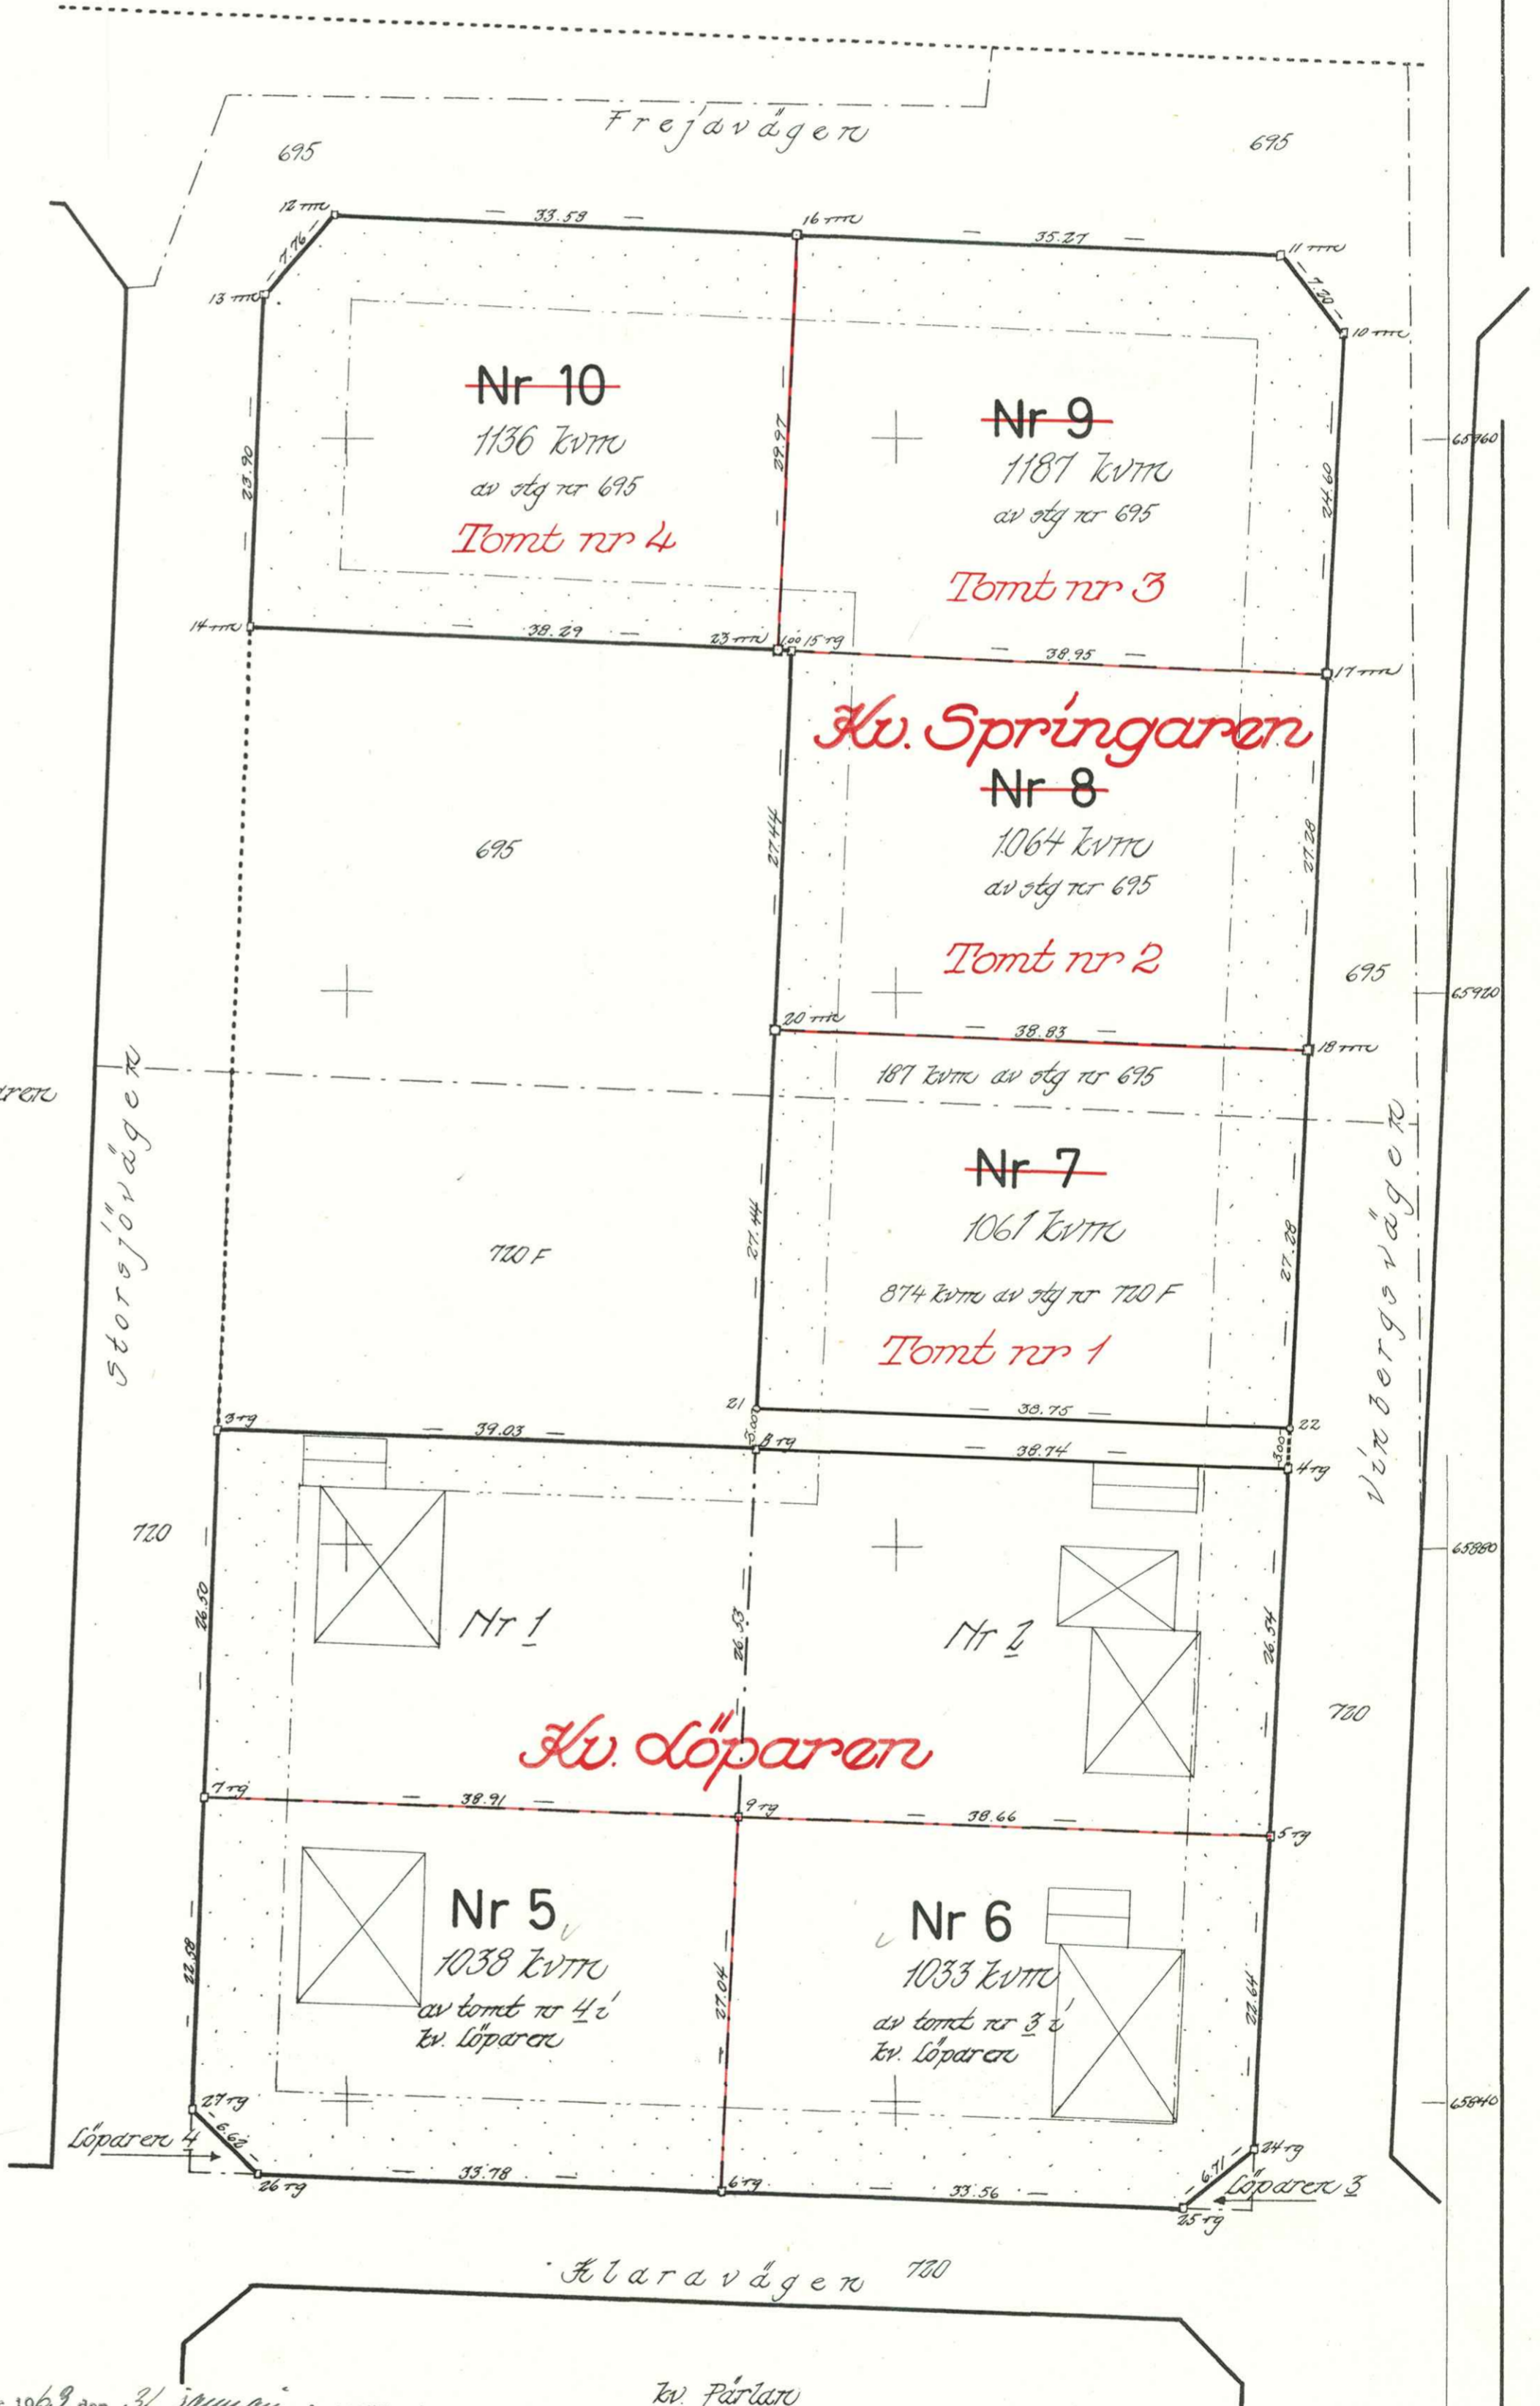 Frejavägen
695
695
12 m
33.59
16 m
35.27
11 m
7.76
7.20
13 m
10 m
Nr 10
1136 kvm
av stg nr 695
Tomt nr 4
Nr 9
1187 kvm
av stg nr 695
Tomt nr 3
23.90
29.97
24.60
65960
14 m
38.29
23 m
1.00
15 rg
38.95
17 m
Kv. Springaren
Nr 8
1064 kvm
av stg nr 695
Tomt nr 2
695
27.44
27.28
695
65920
20 m
38.83
18 m
187 kvm av stg nr 695
Nr 7
1061 kvm
874 kvm av stg nr 720 F
Tomt nr 1
720 F
27.44
27.28
Storsjövägen
Vinbergsvägen
21
38.75
22
3.00
3.00
3 rg
39.03
8 rg
38.74
4 rg
720
65880
26.50
Nr 1
26.53
Nr 2
26.54
720
Kv. Löparen
7 rg
38.91
9 rg
38.66
5 rg
Nr 5
1038 kvm
av tomt nr 4 i
kv. Löparen
Nr 6
1033 kvm
av tomt nr 3 i
kv. Löparen
22.58
27.04
22.64
65840
27 rg
6.62
Löparen 4
26 rg
33.78
6 rg
33.56
25 rg
6.71
24 rg
Löparen 3
Klaravägen
720
kv. Pärlan